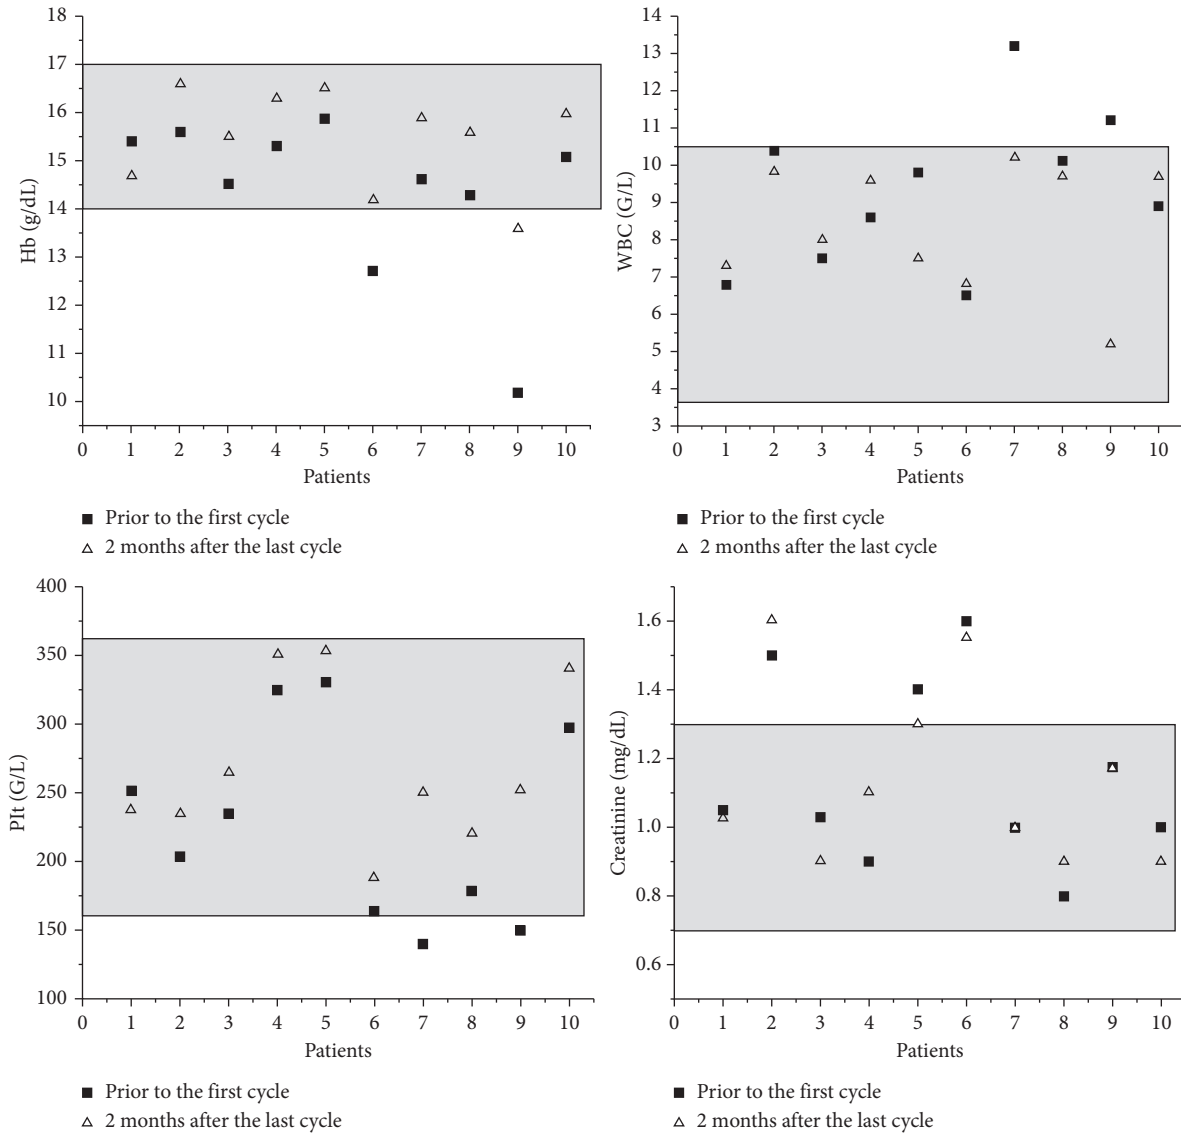 18
17
16
15
14
13
12
11
10
Hb (g/dL)
0 1 2 3 4 5 6 7 8 9 10
Patients
■ Prior to the first cycle
△ 2 months after the last cycle
14
13
12
11
10
9
8
7
6
5
4
3
WBC (G/L)
0 1 2 3 4 5 6 7 8 9 10
Patients
■ Prior to the first cycle
△ 2 months after the last cycle
400
350
300
250
200
150
100
PIt (G/L)
0 1 2 3 4 5 6 7 8 9 10
Patients
■ Prior to the first cycle
△ 2 months after the last cycle
1.6
1.4
1.2
1.0
0.8
0.6
Creatinine (mg/dL)
0 1 2 3 4 5 6 7 8 9 10
Patients
■ Prior to the first cycle
△ 2 months after the last cycle